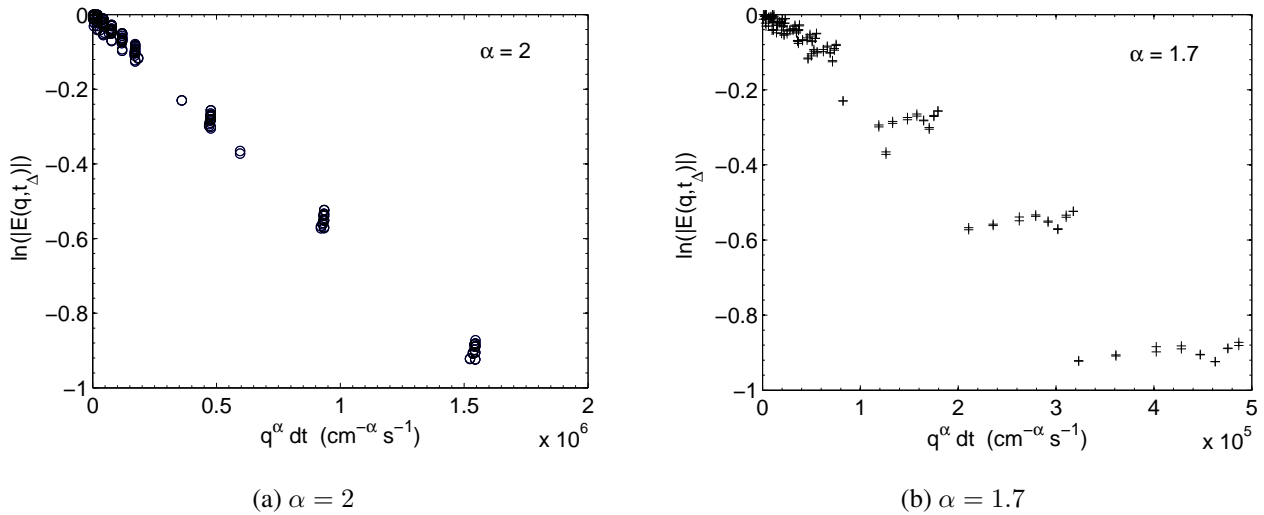 0
−0.2
−0.4
−0.6
−0.8
−1
ln(|E(q,t_Δ)|)
α = 2
0 0.5 1 1.5 2
x 10^6
q^α dt (cm^−α s^−1)
(a) α = 2
0
−0.2
−0.4
−0.6
−0.8
−1
ln(|E(q,t_Δ)|)
α = 1.7
0 1 2 3 4 5
x 10^5
q^α dt (cm^−α s^−1)
(b) α = 1.7